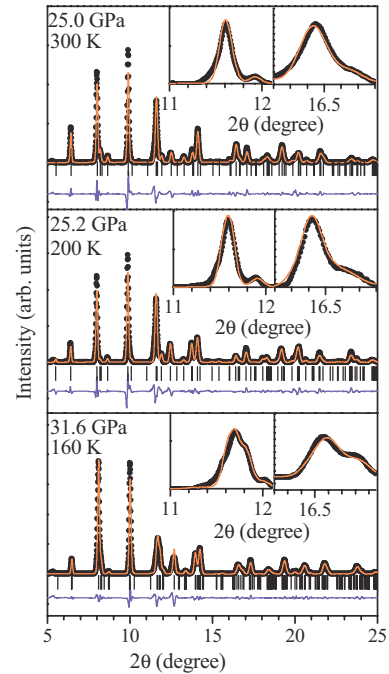 25.0 GPa
300 K
11
12
16.5
2θ (degree)
25.2 GPa
200 K
11
12
16.5
2θ (degree)
Intensity (arb. units)
31.6 GPa
160 K
11
12
16.5
2θ (degree)
5
10
15
20
25
2θ (degree)